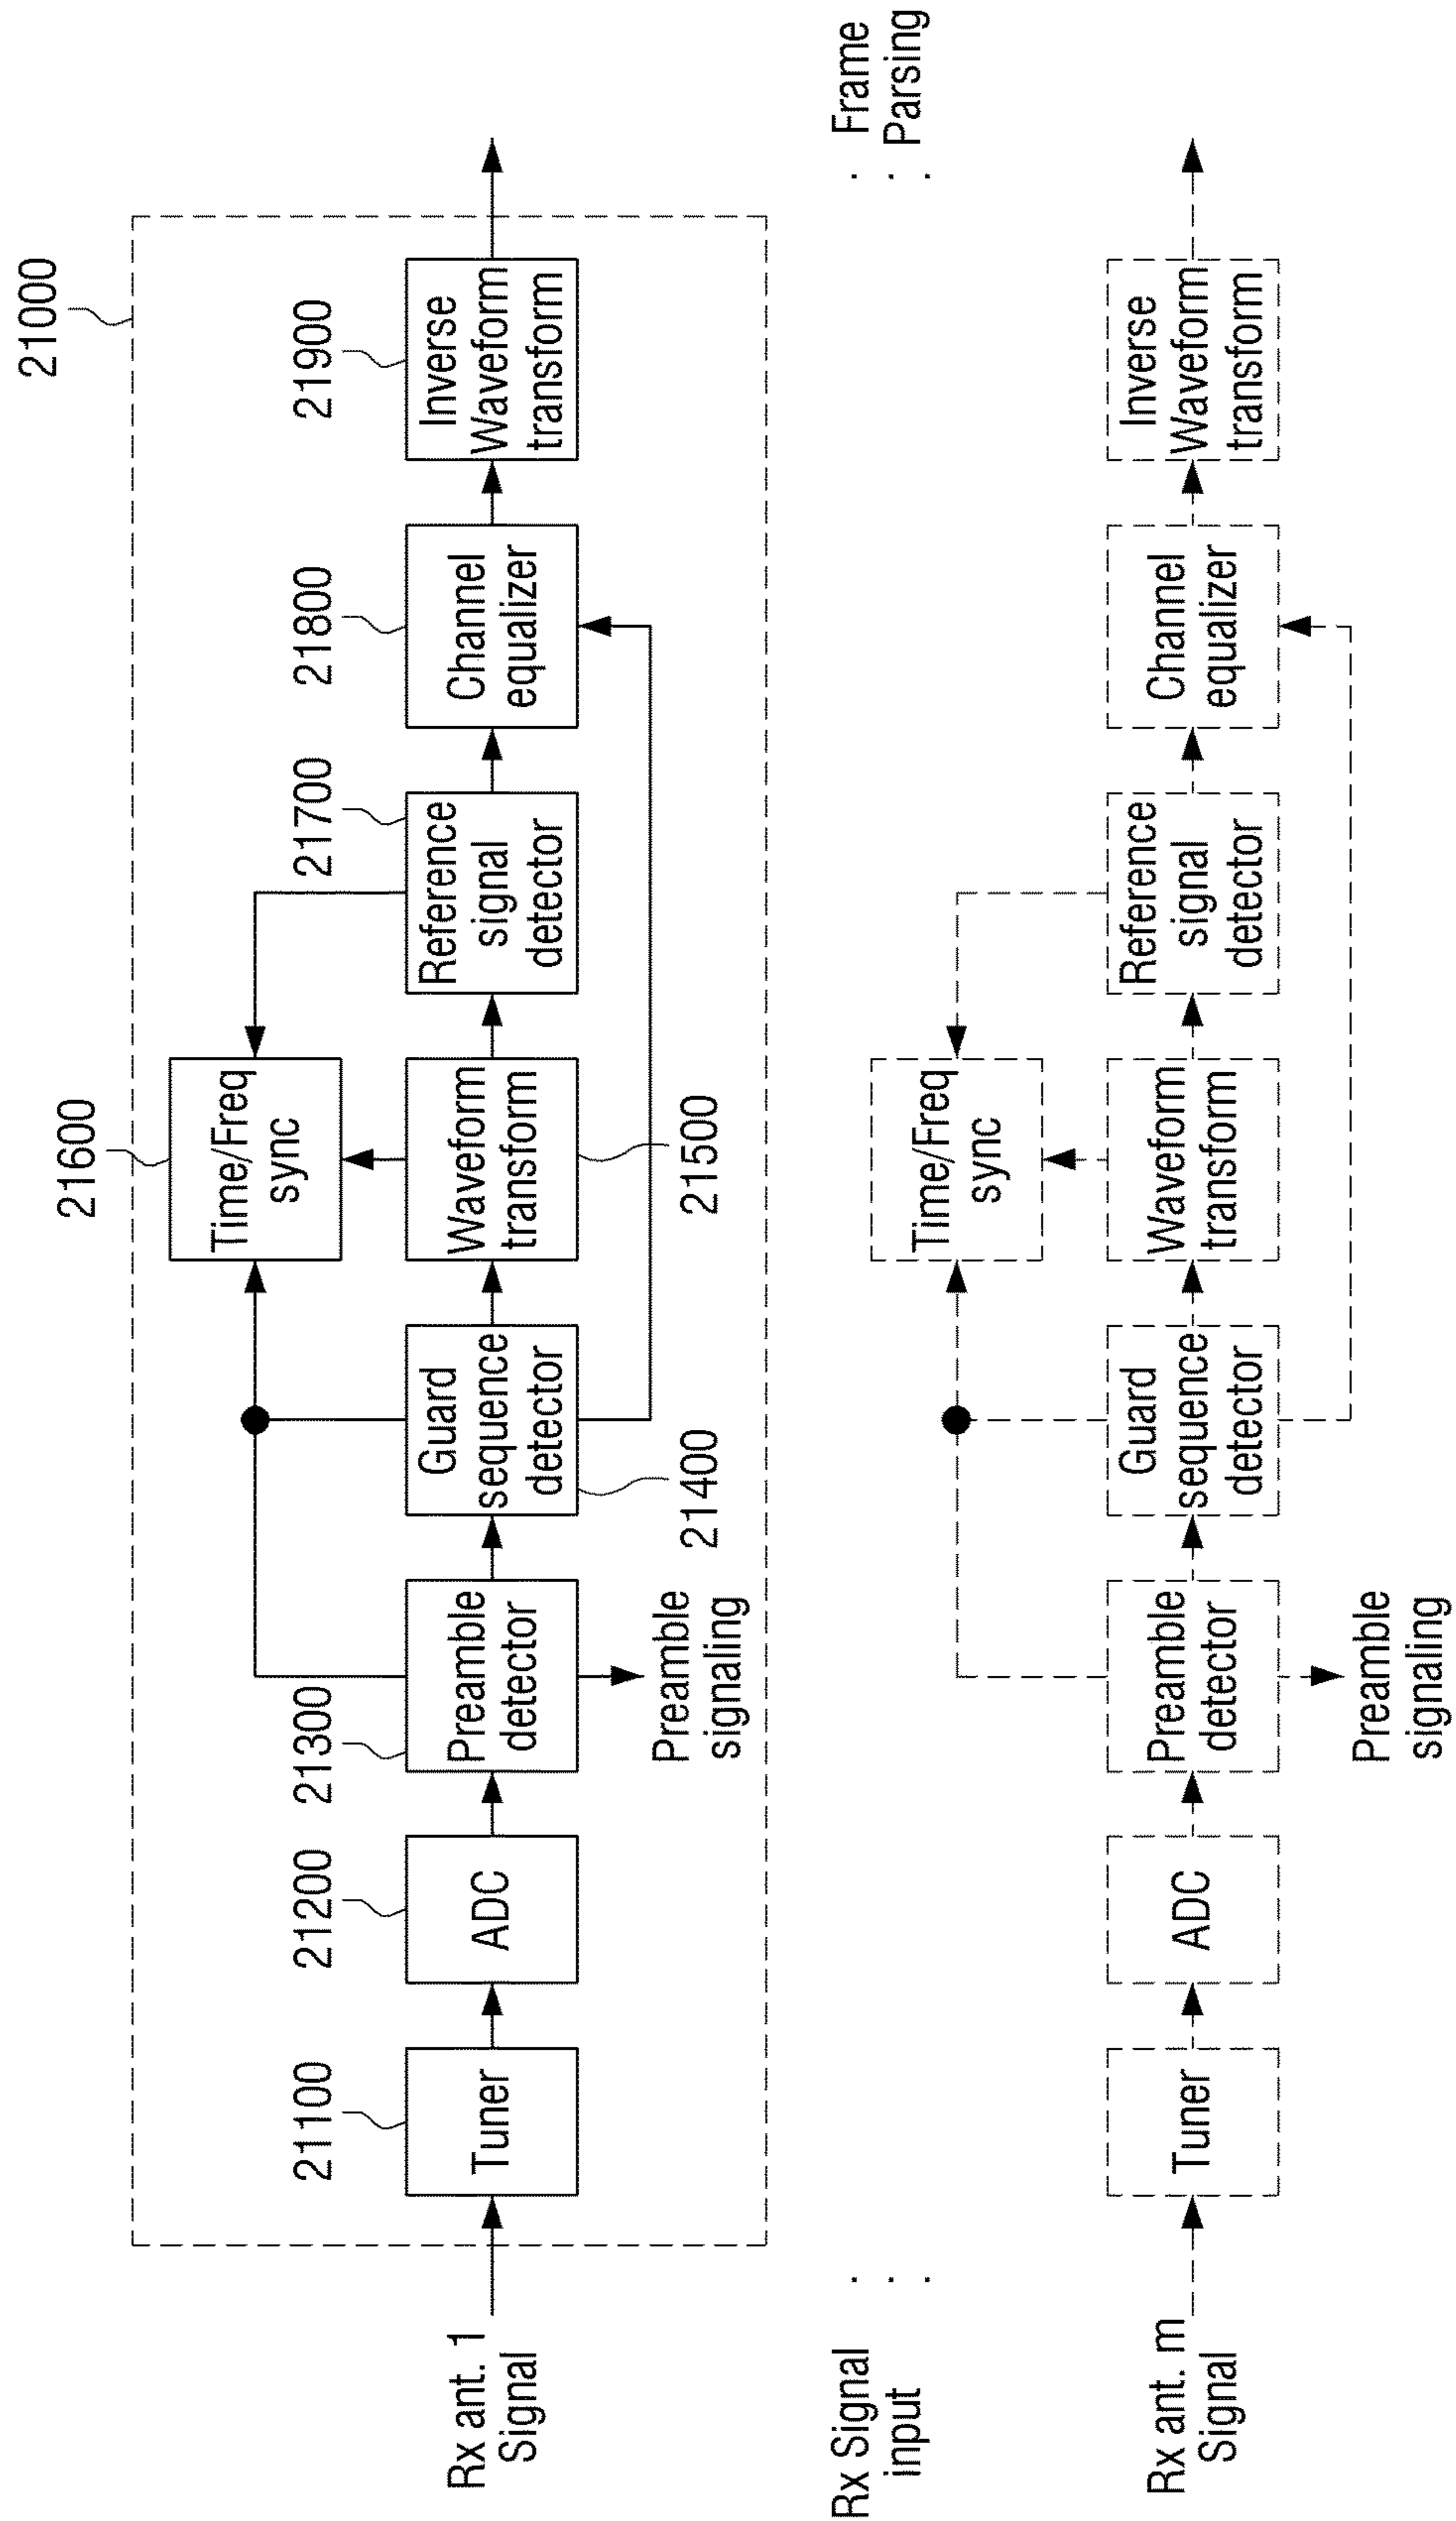 21000
21600
Time/Freq
sync
21100
21200
21300
21700
21800
21900
Rx ant. 1
Signal
Tuner
ADC
Preamble
detector
Guard
sequence
detector
Waveform
transform
Reference
signal
detector
Channel
equalizer
Inverse
Waveform
transform
21400
21500
Preamble
signaling
Rx Signal
input
.
.
.
.
.
.
Frame
Parsing
Time/Freq
sync
Rx ant. m
Signal
Tuner
ADC
Preamble
detector
Guard
sequence
detector
Waveform
transform
Reference
signal
detector
Channel
equalizer
Inverse
Waveform
transform
Preamble
signaling